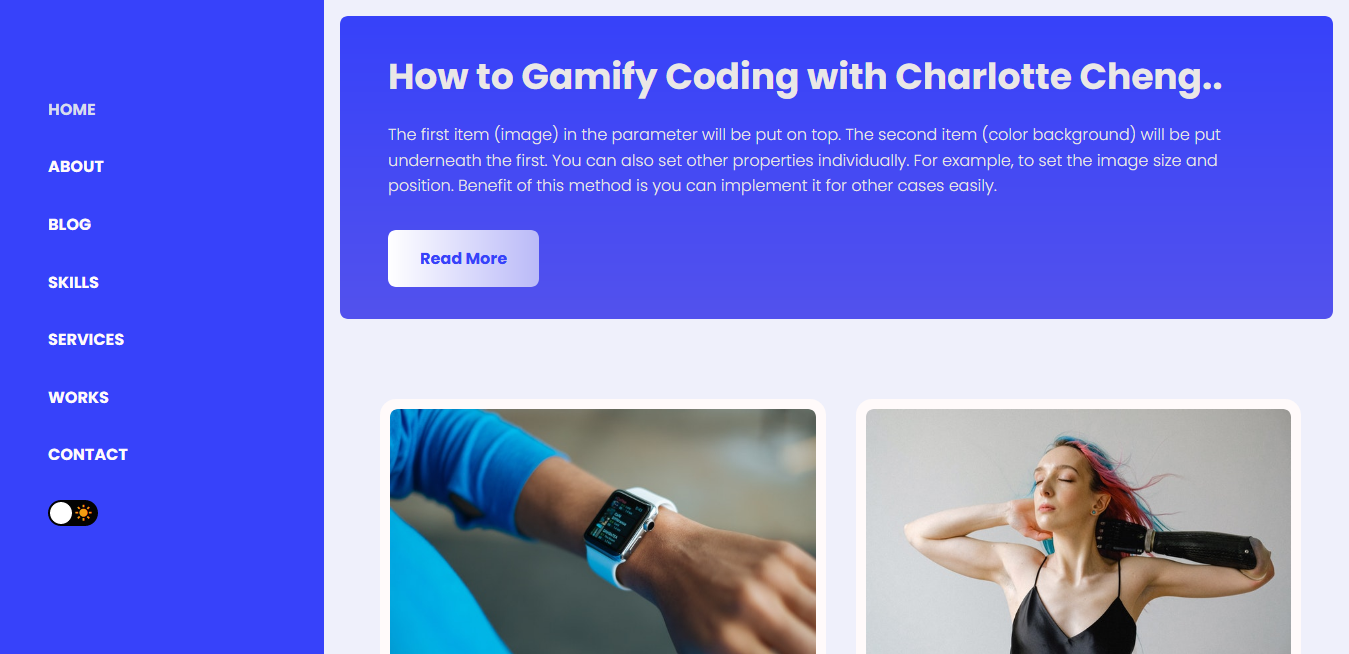 HOME
ABOUT
BLOG
SKILLS
SERVICES
WORKS
CONTACT
How to Gamify Coding with Charlotte Cheng..
The first item (image) in the parameter will be put on top. The second item (color background) will be put
underneath the first. You can also set other properties individually. For example, to set the image size and
position. Benefit of this method is you can implement it for other cases easily.
Read More